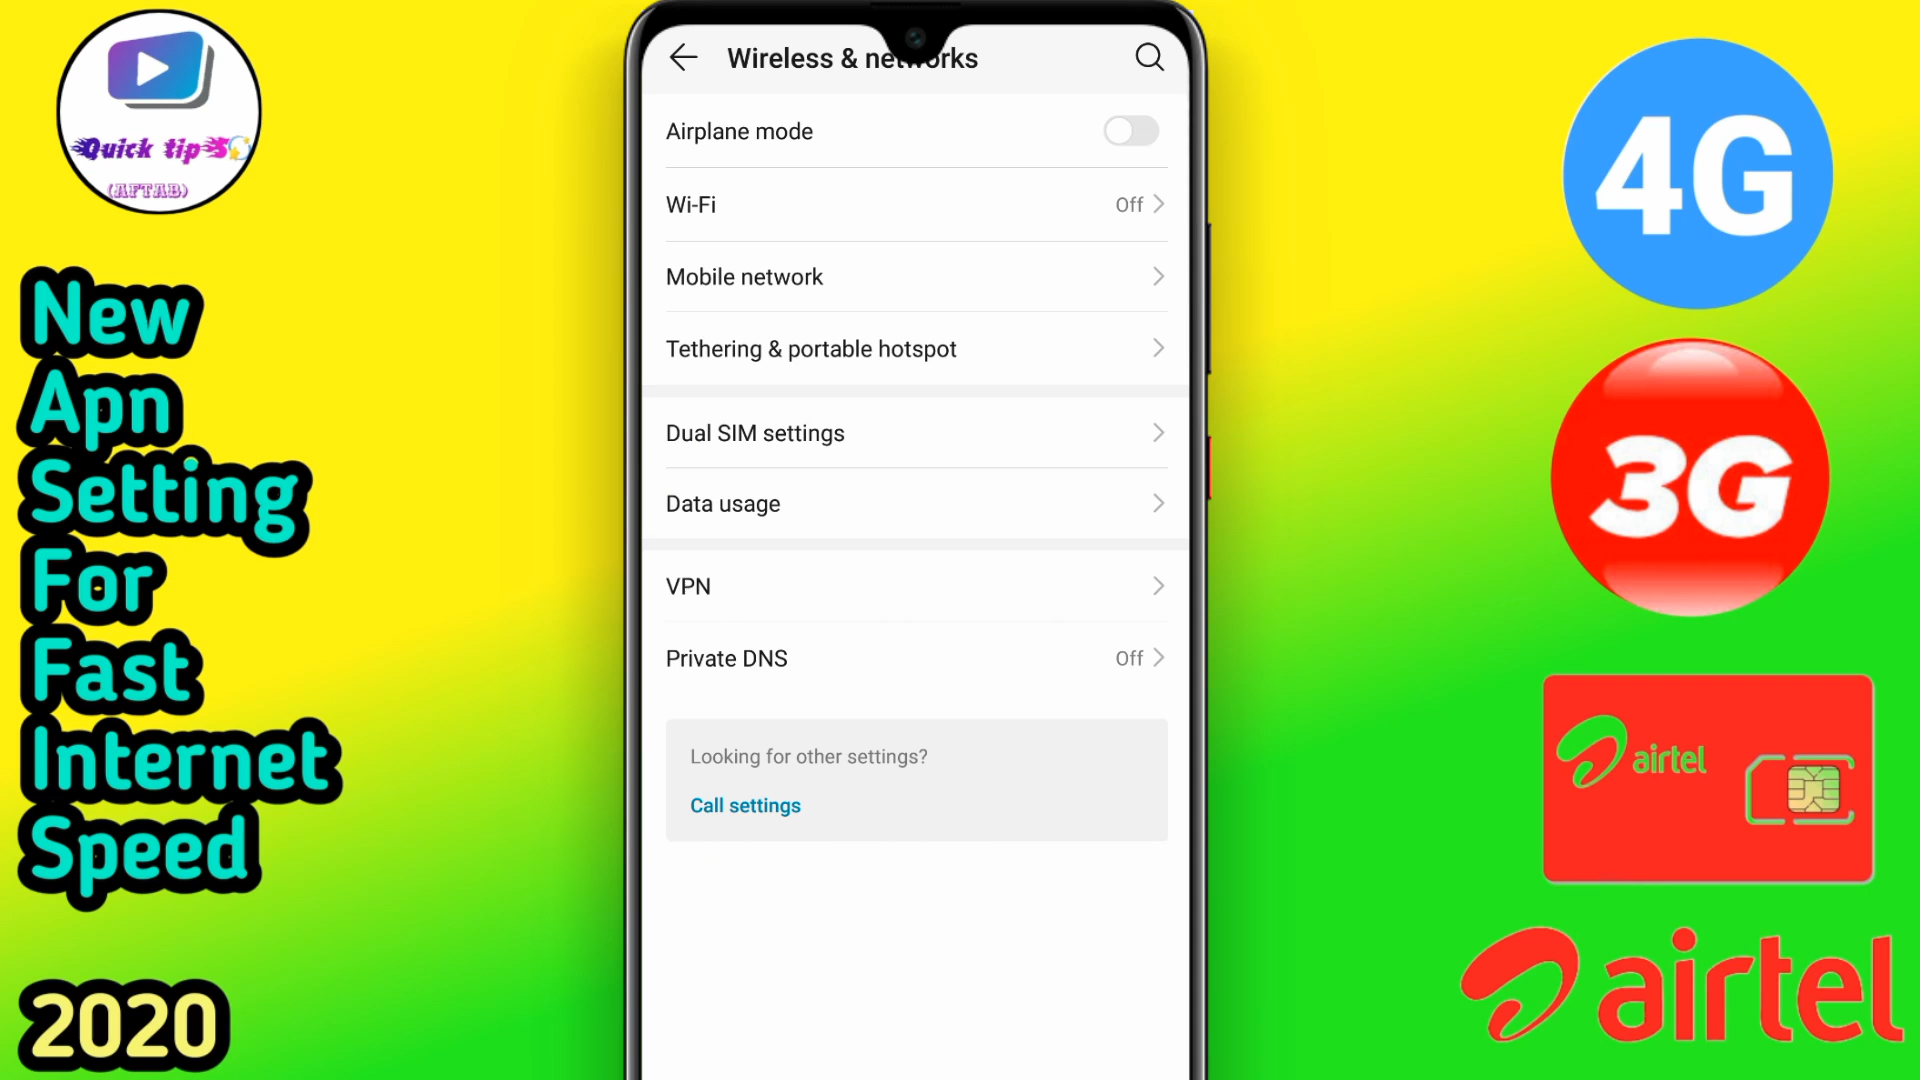 Quick tip S
(AFTAB)
New
Apn
Setting
For
Fast
Internet
Speed
2020
Wireless & networks
Airplane mode
Wi-Fi Off
Mobile network
Tethering & portable hotspot
Dual SIM settings
Data usage
VPN
Private DNS Off
Looking for other settings?
Call settings
4G
3G
airtel
airtel